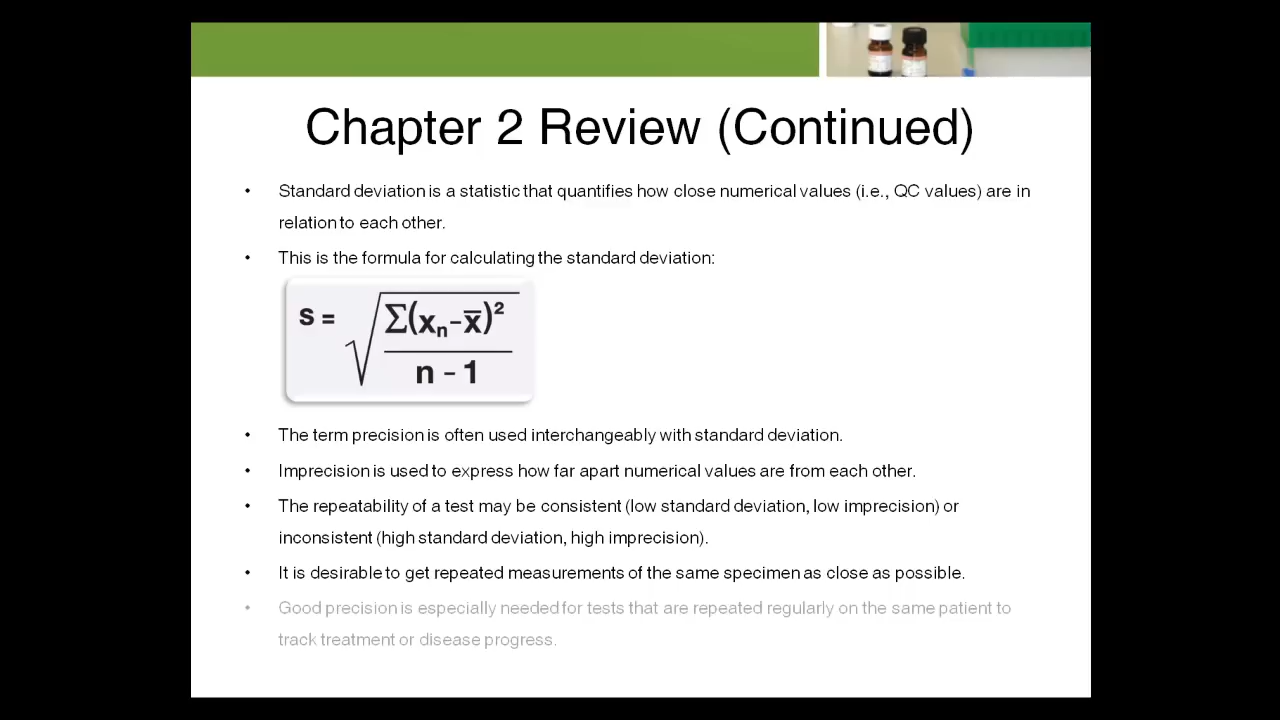 Chapter 2 Review (Continued)
• Standard deviation is a statistic that quantifies how close numerical values (i.e., QC values) are in
relation to each other.
• This is the formula for calculating the standard deviation:
s = √ Σ(xₙ–x̄)²
n – 1
• The term precision is often used interchangeably with standard deviation.
• Imprecision is used to express how far apart numerical values are from each other.
• The repeatability of a test may be consistent (low standard deviation, low imprecision) or
inconsistent (high standard deviation, high imprecision).
• It is desirable to get repeated measurements of the same specimen as close as possible.
• Good precision is especially needed for tests that are repeated regularly on the same patient to
track treatment or disease progress.